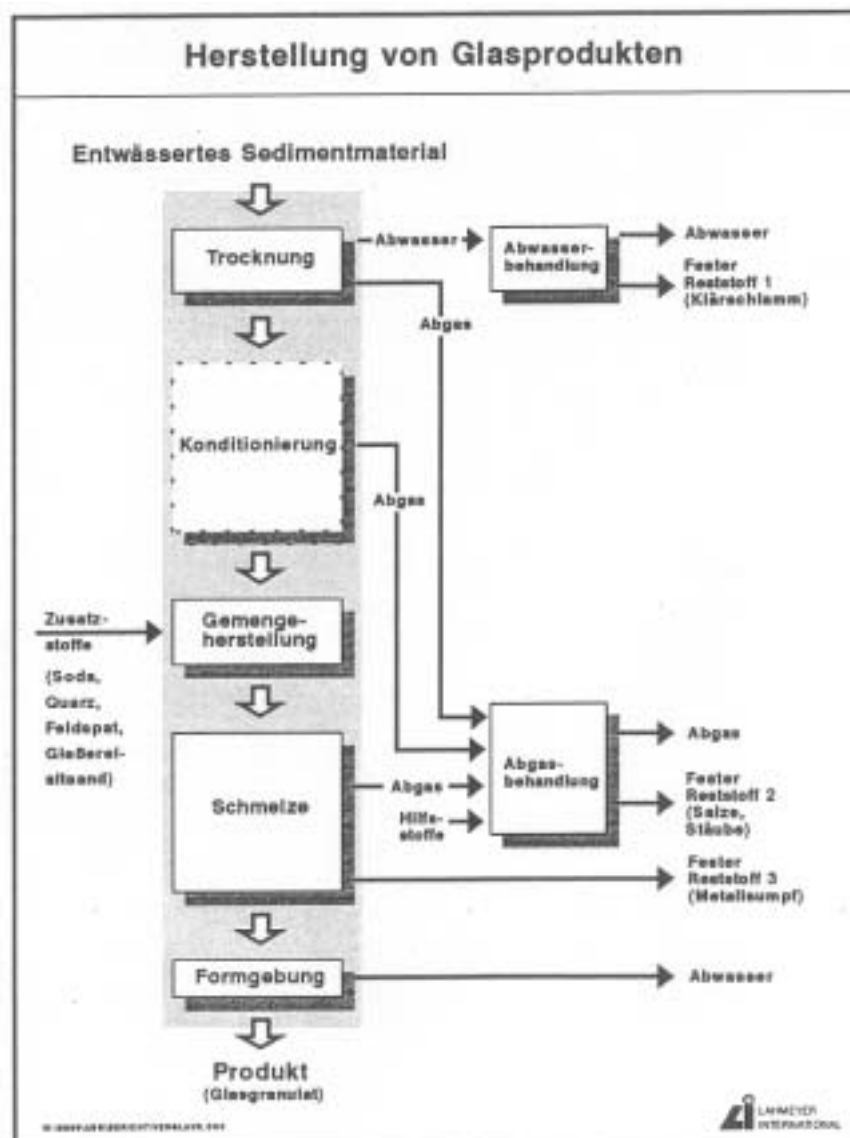 Herstellung von Glasprodukten
Entwässertes Sedimentmaterial
Trocknung
Abwasser
Abwasser-
behandlung
Abwasser
Fester
Reststoff 1
(Klärschlamm)
Abgas
Konditionierung
Abgas
Zusatz-
stoffe
(Soda,
Quarz,
Feldspat,
Gießerei-
altsand)
Gemenge-
herstellung
Schmelze
Abgas
Hilfs-
stoffe
Abgas-
behandlung
Abgas
Fester
Reststoff 2
(Salze,
Stäube)
Fester
Reststoff 3
(Metallsumpf)
Formgebung
Abwasser
Produkt
(Glasgranulat)
LAHMEYER
INTERNATIONAL